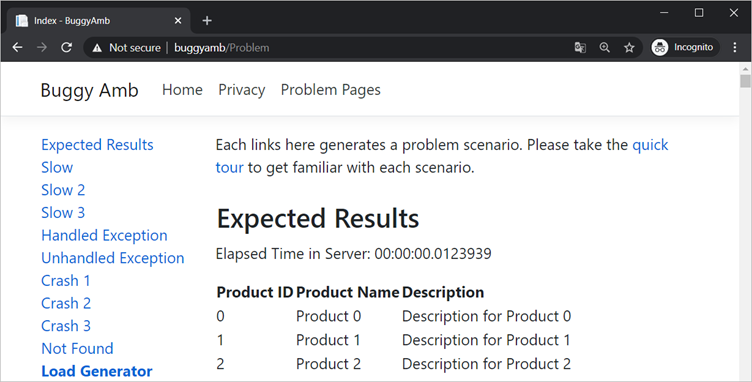 Index - BuggyAmb
Not secure | buggyamb/Problem
Incognito
Buggy Amb Home Privacy Problem Pages
Expected Results
Slow
Slow 2
Slow 3
Handled Exception
Unhandled Exception
Crash 1
Crash 2
Crash 3
Not Found
Load Generator
Each links here generates a problem scenario. Please take the quick
tour to get familiar with each scenario.
Expected Results
Elapsed Time in Server: 00:00:00.0123939
Product ID Product Name Description
0 Product 0 Description for Product 0
1 Product 1 Description for Product 1
2 Product 2 Description for Product 2